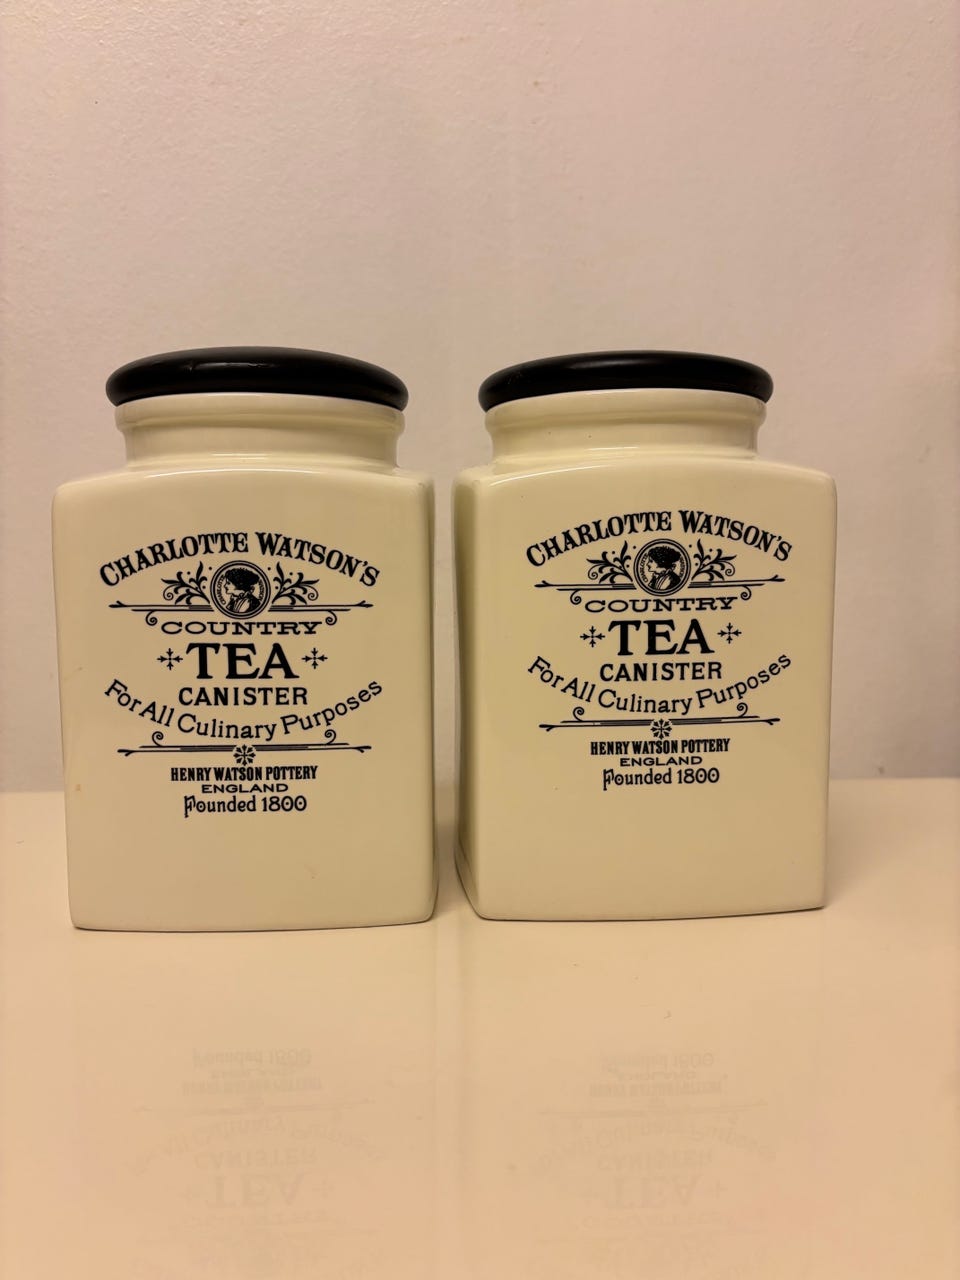 CHARLOTTE WATSON'S
COUNTRY
TEA
CANISTER
For All Culinary Purposes
HENRY WATSON POTTERY
ENGLAND
Founded 1800
CHARLOTTE WATSON'S
COUNTRY
TEA
CANISTER
For All Culinary Purposes
HENRY WATSON POTTERY
ENGLAND
Founded 1800